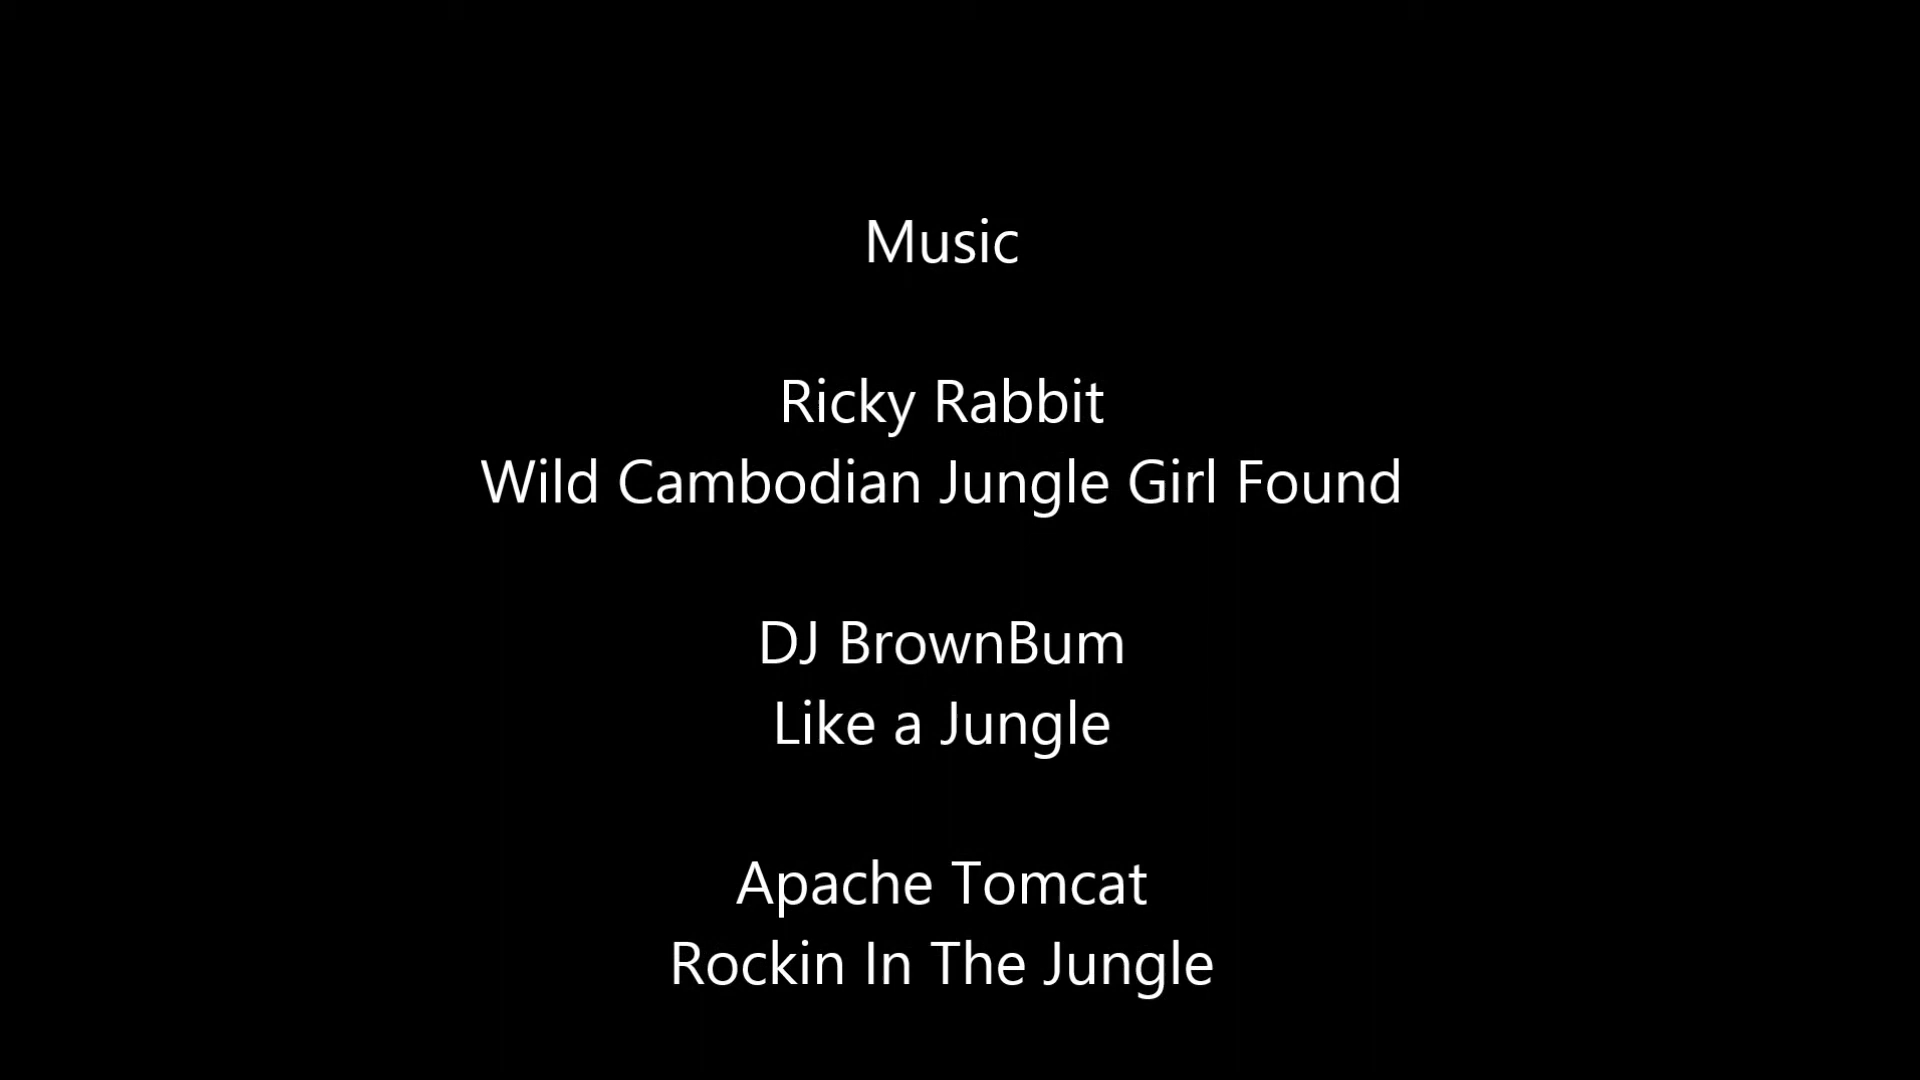 Music
Ricky Rabbit
Wild Cambodian Jungle Girl Found
DJ BrownBum
Like a Jungle
Apache Tomcat
Rockin In The Jungle